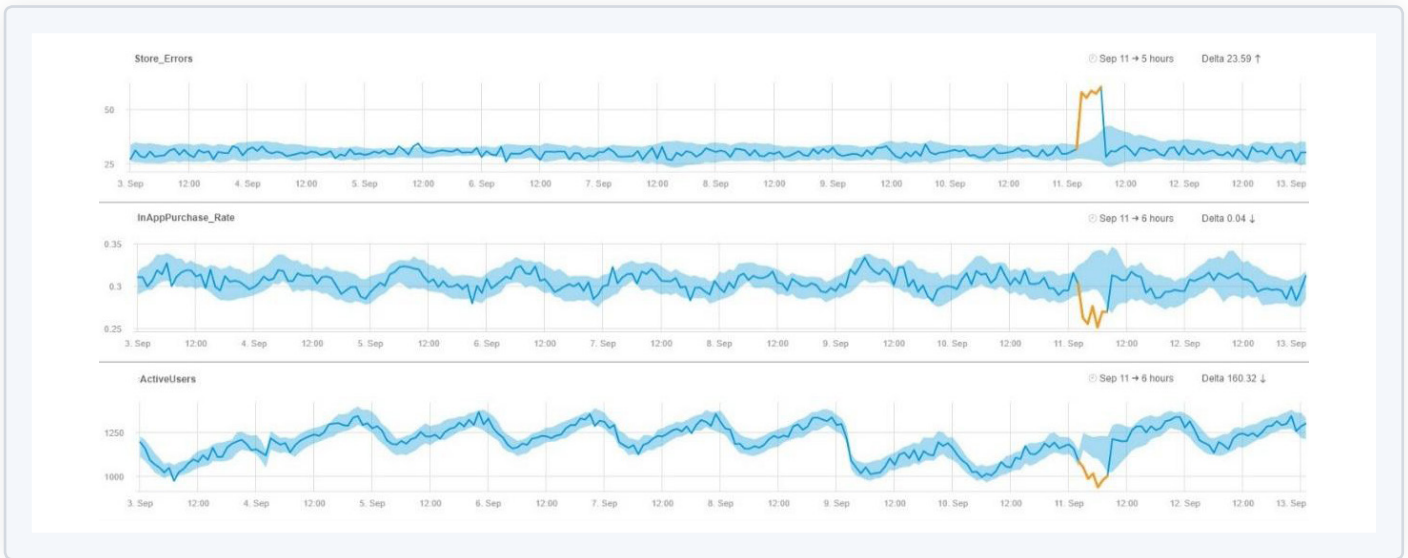 Store_Errors Sep 11 → 5 hours Delta 23.59 ↑
50
25
3. Sep 12:00 4. Sep 12:00 5. Sep 12:00 6. Sep 12:00 7. Sep 12:00 8. Sep 12:00 9. Sep 12:00 10. Sep 12:00 11. Sep 12:00 12. Sep 12:00 13. Sep
InAppPurchase_Rate Sep 11 → 6 hours Delta 0.04 ↓
0.35
0.3
0.25
3. Sep 12:00 4. Sep 12:00 5. Sep 12:00 6. Sep 12:00 7. Sep 12:00 8. Sep 12:00 9. Sep 12:00 10. Sep 12:00 11. Sep 12:00 12. Sep 12:00 13. Sep
ActiveUsers Sep 11 → 6 hours Delta 160.32 ↓
1250
1000
3. Sep 12:00 4. Sep 12:00 5. Sep 12:00 6. Sep 12:00 7. Sep 12:00 8. Sep 12:00 9. Sep 12:00 10. Sep 12:00 11. Sep 12:00 12. Sep 12:00 13. Sep